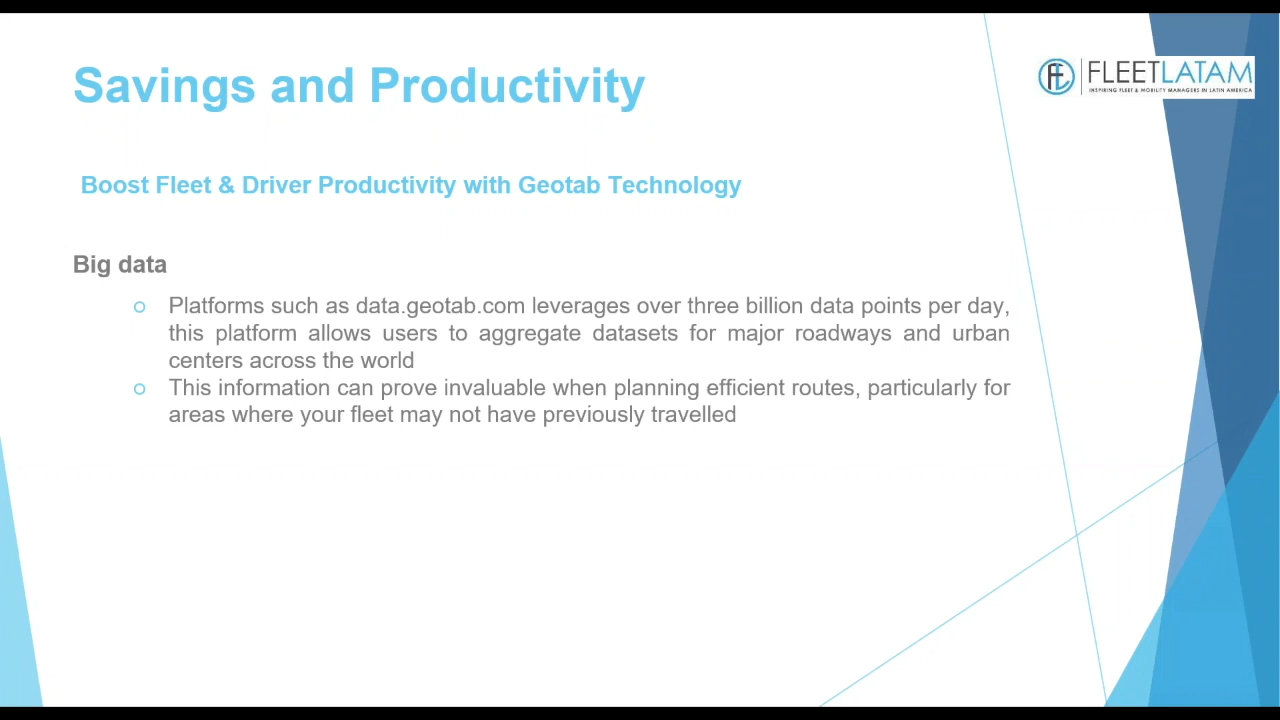 Savings and Productivity
FLEETLATAM
INSPIRING FLEET & MOBILITY MANAGERS IN LATIN AMERICA
Boost Fleet & Driver Productivity with Geotab Technology
Big data
Platforms such as data.geotab.com leverages over three billion data points per day,
this platform allows users to aggregate datasets for major roadways and urban
centers across the world
This information can prove invaluable when planning efficient routes, particularly for
areas where your fleet may not have previously travelled